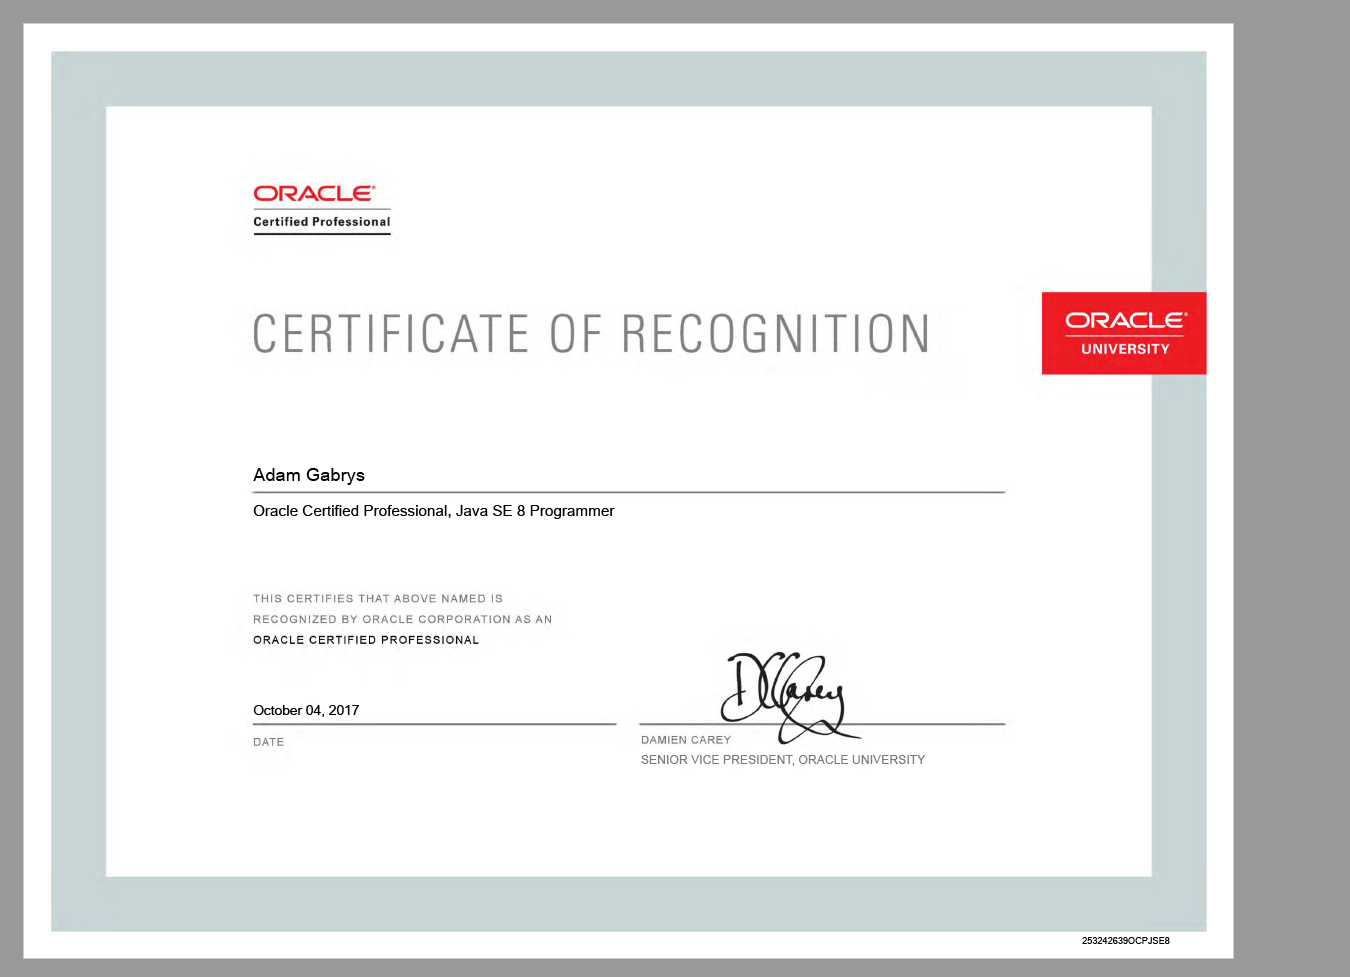 ORACLE®
Certified Professional
CERTIFICATE OF RECOGNITION
ORACLE®
UNIVERSITY
Adam Gabrys
Oracle Certified Professional, Java SE 8 Programmer
THIS CERTIFIES THAT ABOVE NAMED IS
RECOGNIZED BY ORACLE CORPORATION AS AN
ORACLE CERTIFIED PROFESSIONAL
DCarey
October 04, 2017
DATE
DAMIEN CAREY
SENIOR VICE PRESIDENT, ORACLE UNIVERSITY
253242639OCPJSE8